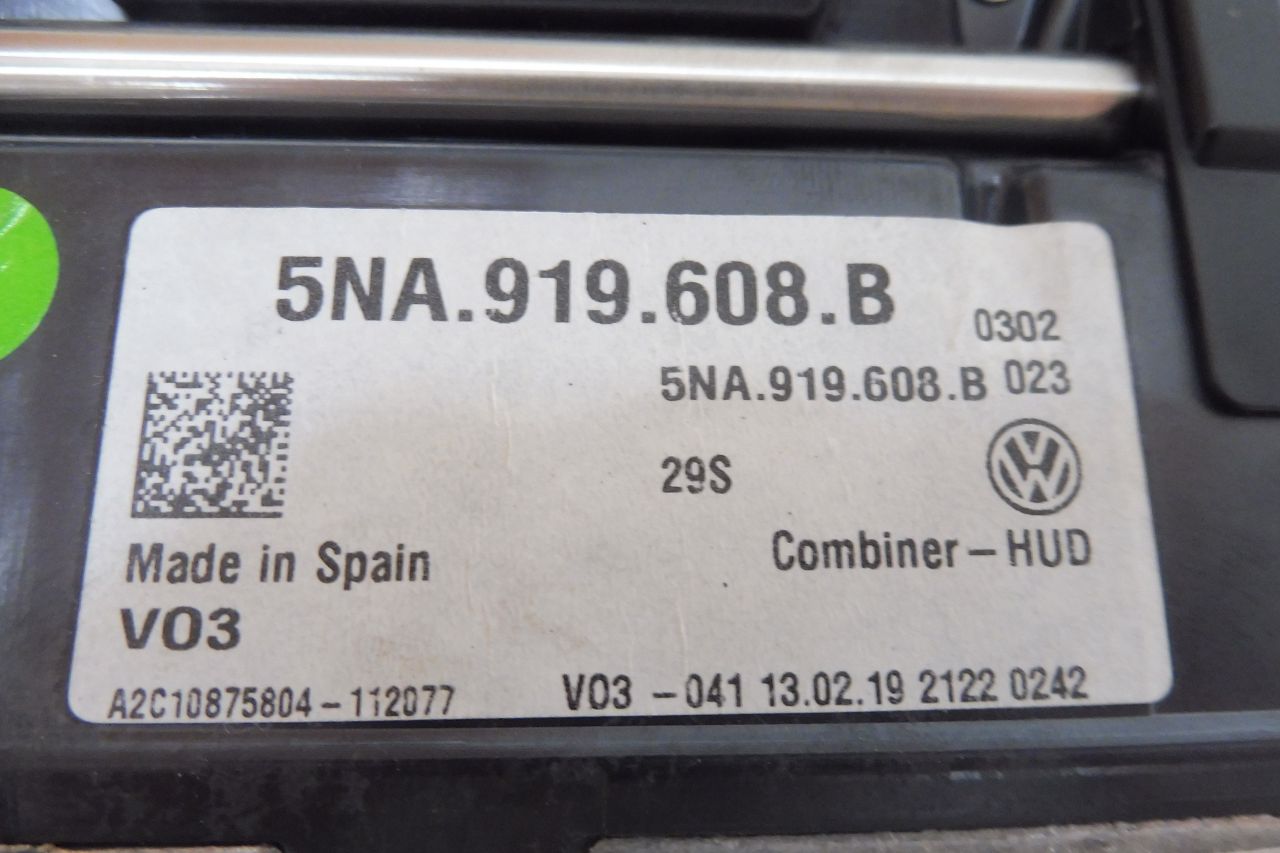 5NA.919.608.B
0302
5NA.919.608.B 023
29S
Made in Spain
Combiner – HUD
V03
A2C10875804 – 112077
V03 – 041 13.02.19 2122 0242